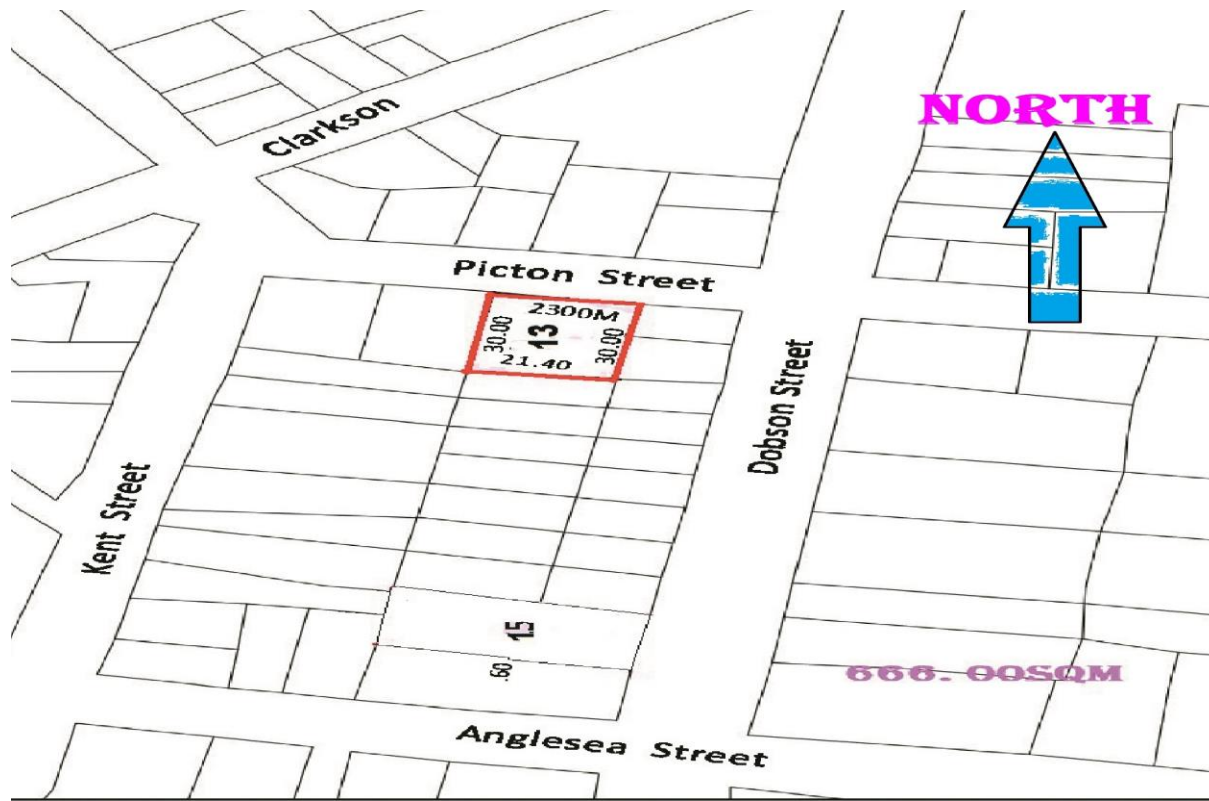 Clarkson
NORTH
Picton Street
2300M
30.00
13
30.00
21.40
Dobson Street
Kent Street
15
.60
666.00SQM
Anglesea Street